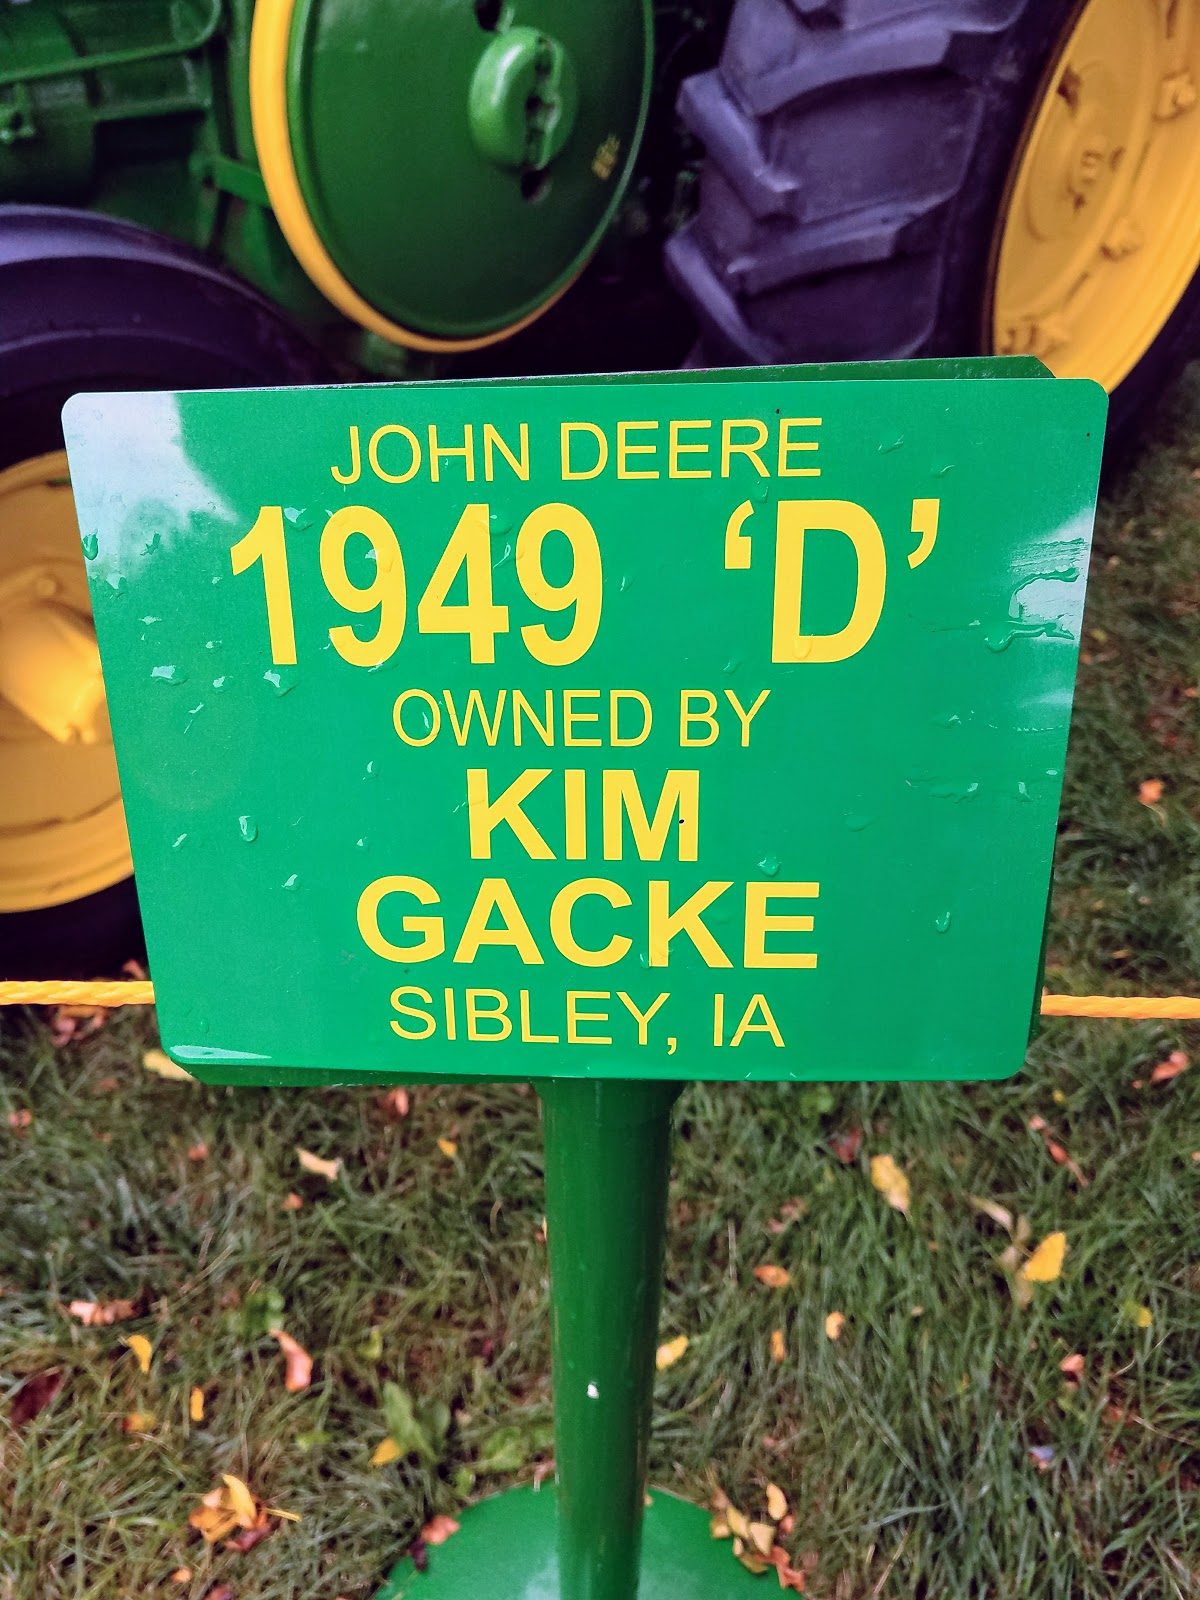 JOHN DEERE
1949 ‘D’
OWNED BY
KIM
GACKE
SIBLEY, IA